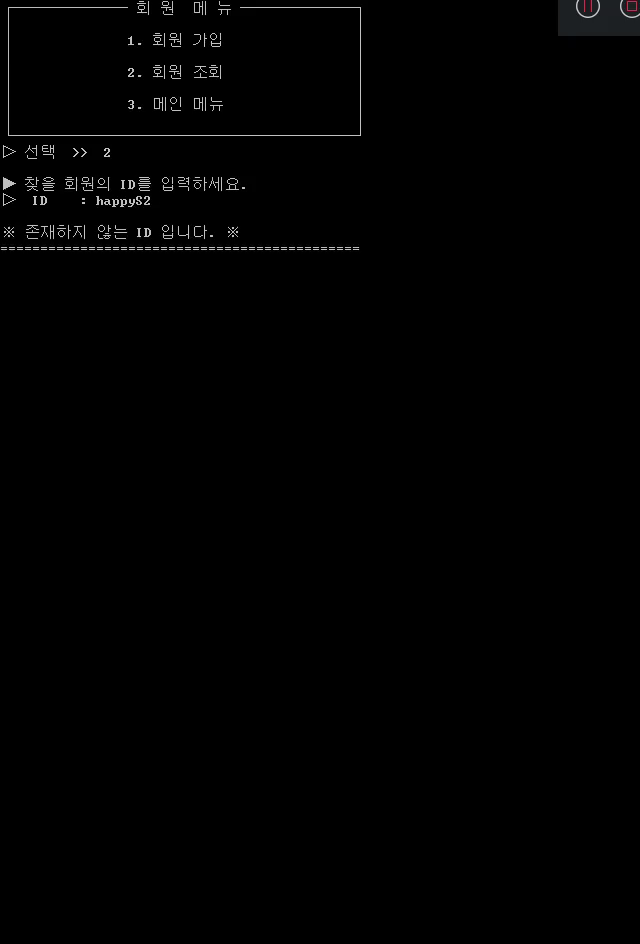 회 원 메 뉴
1. 회원 가입
2. 회원 조회
3. 메인 메뉴
▷ 선택 >> 2
▶ 찾을 회원의 ID를 입력하세요.
▷ ID : happy82
※ 존재하지 않는 ID 입니다. ※
=============================================